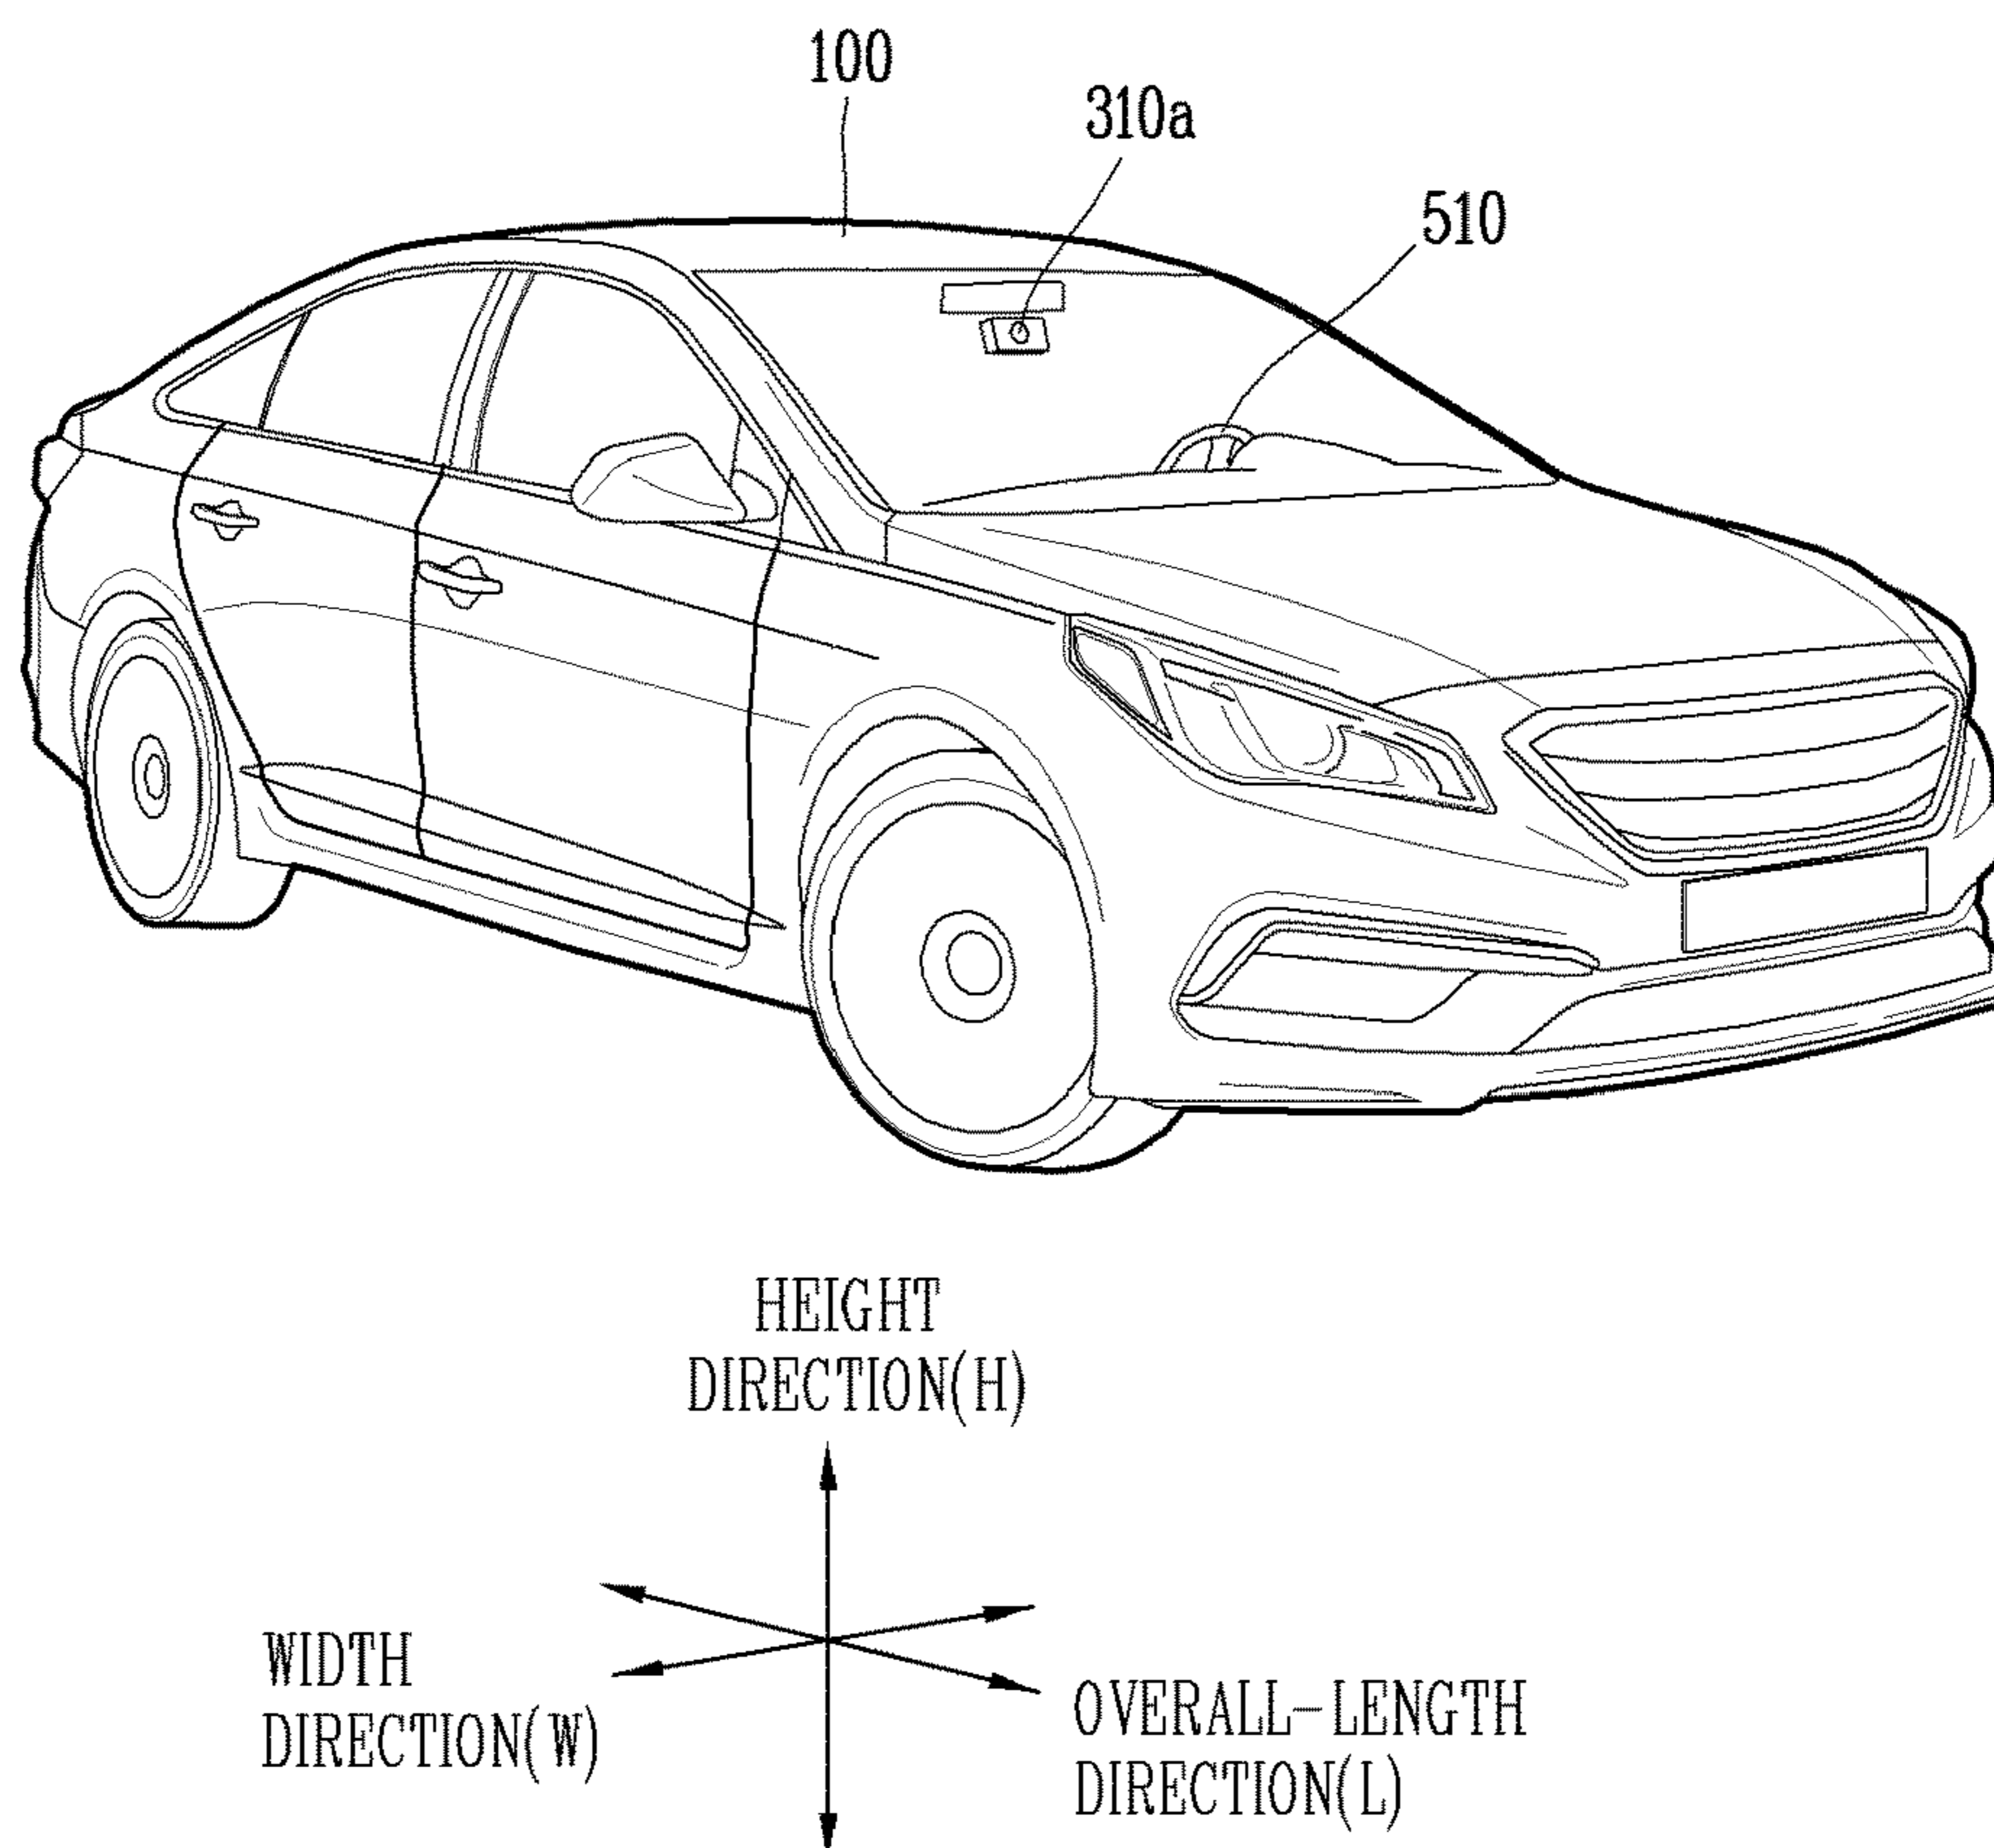 100
310a
510
HEIGHT
DIRECTION(H)
WIDTH
DIRECTION(W)
OVERALL-LENGTH
DIRECTION(L)